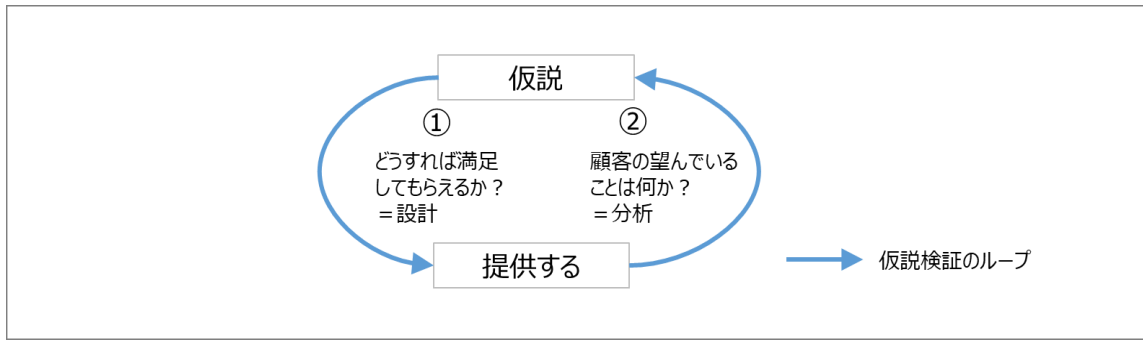 仮説
①
どうすれば満足
してもらえるか？
＝設計
②
顧客の望んでいる
ことは何か？
＝分析
提供する
仮説検証のループ